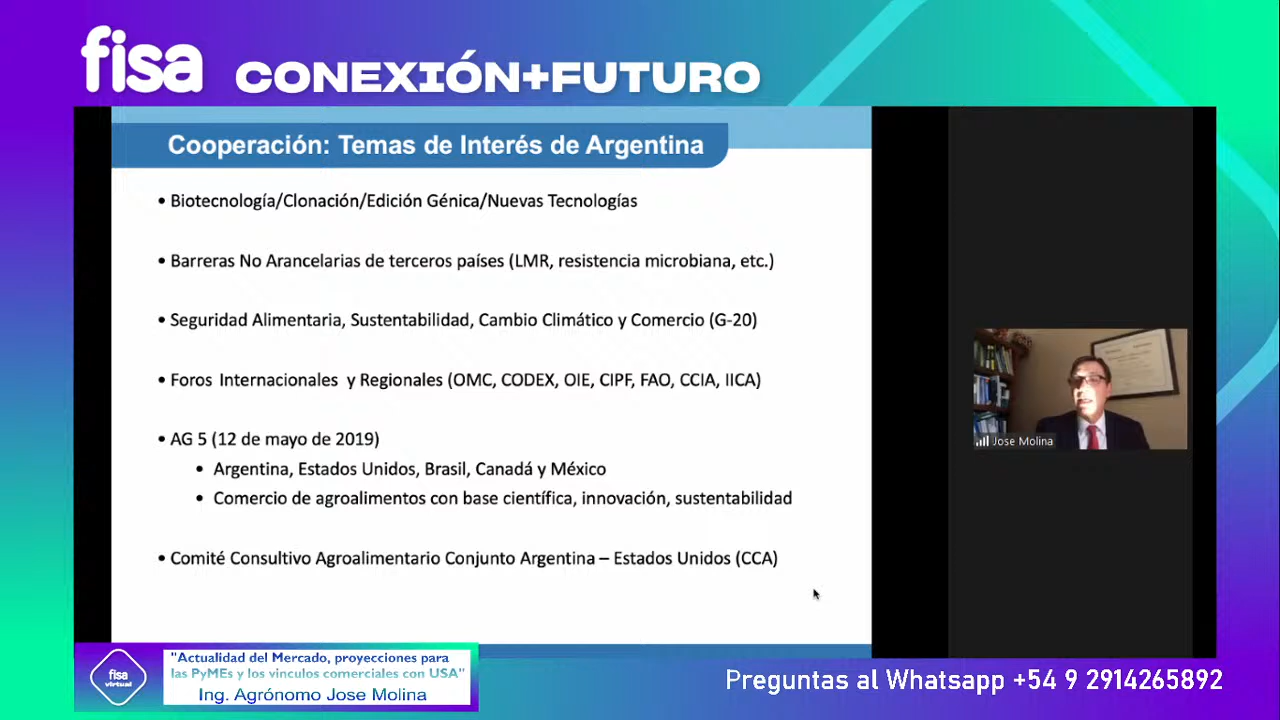 fisa CONEXIÓN+FUTURO
Cooperación: Temas de Interés de Argentina
• Biotecnología/Clonación/Edición Génica/Nuevas Tecnologías
• Barreras No Arancelarias de terceros países (LMR, resistencia microbiana, etc.)
• Seguridad Alimentaria, Sustentabilidad, Cambio Climático y Comercio (G-20)
• Foros Internacionales y Regionales (OMC, CODEX, OIE, CIPF, FAO, CCIA, IICA)
• AG 5 (12 de mayo de 2019)
• Argentina, Estados Unidos, Brasil, Canadá y México
• Comercio de agroalimentos con base científica, innovación, sustentabilidad
• Comité Consultivo Agroalimentario Conjunto Argentina – Estados Unidos (CCA)
Jose Molina
fisa
virtual
"Actualidad del Mercado, proyecciones para
las PyMEs y los vinculos comerciales con USA"
Ing. Agrónomo Jose Molina
Preguntas al Whatsapp +54 9 2914265892